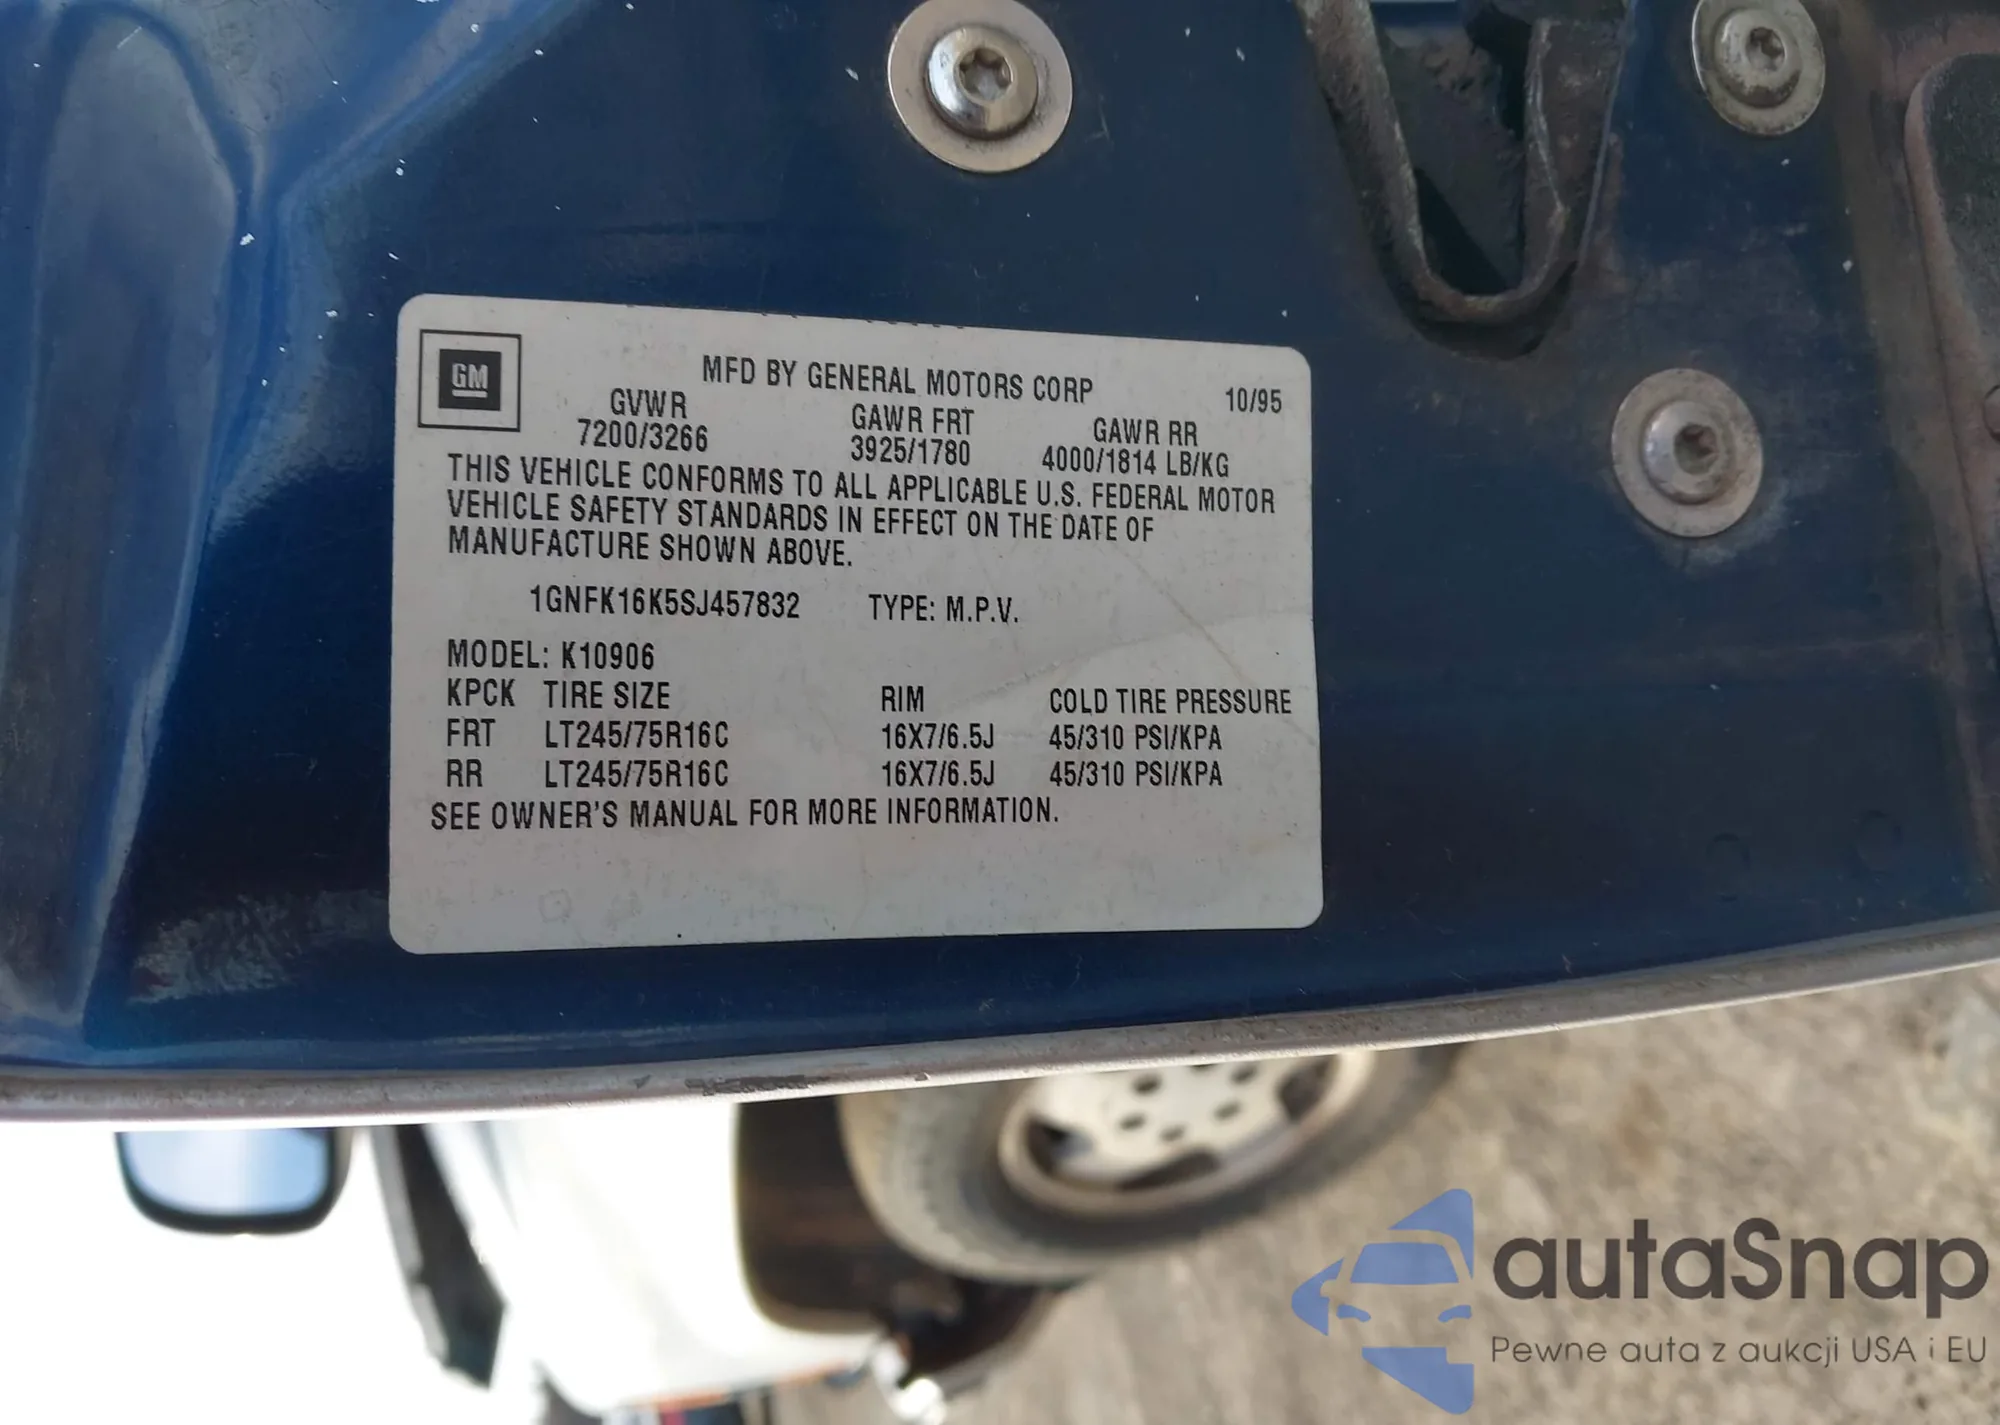 GM
MFD BY GENERAL MOTORS CORP 10/95
GVWR GAWR FRT GAWR RR
7200/3266 3925/1780 4000/1814 LB/KG
THIS VEHICLE CONFORMS TO ALL APPLICABLE U.S. FEDERAL MOTOR
VEHICLE SAFETY STANDARDS IN EFFECT ON THE DATE OF
MANUFACTURE SHOWN ABOVE.
1GNFK16K5SJ457832 TYPE: M.P.V.
MODEL: K10906
KPCK TIRE SIZE RIM COLD TIRE PRESSURE
FRT LT245/75R16C 16X7/6.5J 45/310 PSI/KPA
RR LT245/75R16C 16X7/6.5J 45/310 PSI/KPA
SEE OWNER'S MANUAL FOR MORE INFORMATION.
autaSnap
Pewne auta z aukcji USA i EU